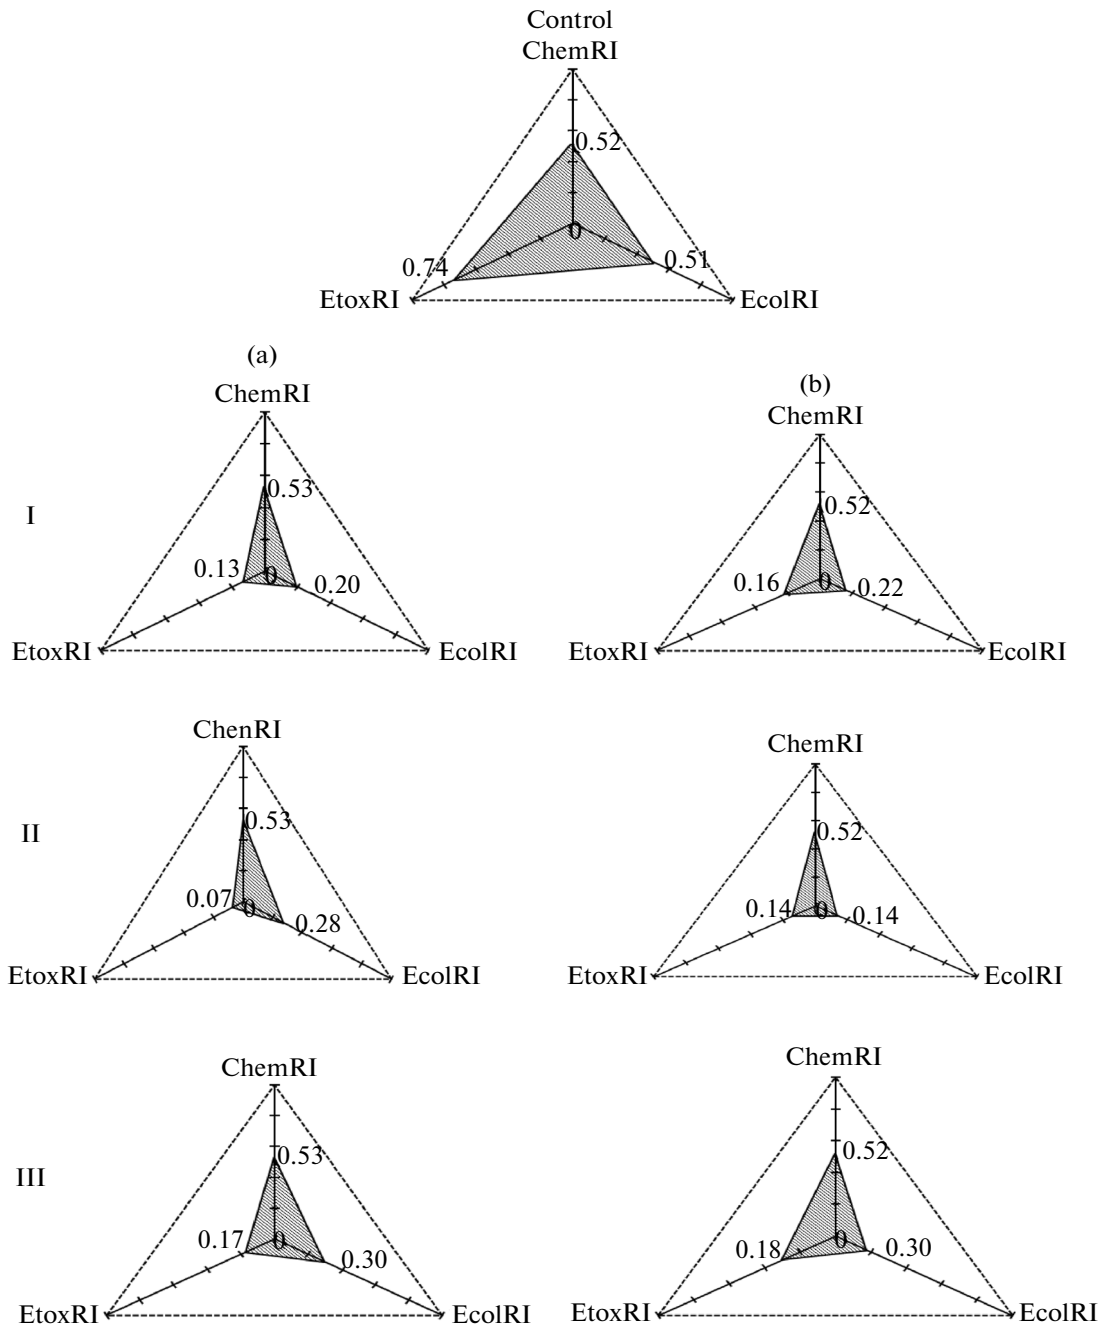 Control
ChemRI
0.52
0
0.74
0.51
EtoxRI
EcolRI
(a)
(b)
ChemRI
ChemRI
I
0.53
0.13
0
0.20
EtoxRI
EcolRI
0.52
0.16
0
0.22
EtoxRI
EcolRI
ChenRI
ChemRI
II
0.53
0.07
0
0.28
EtoxRI
EcolRI
0.52
0.14
0
0.14
EtoxRI
EcolRI
ChemRI
ChemRI
III
0.53
0.17
0
0.30
EtoxRI
EcolRI
0.52
0.18
0
0.30
EtoxRI
EcolRI